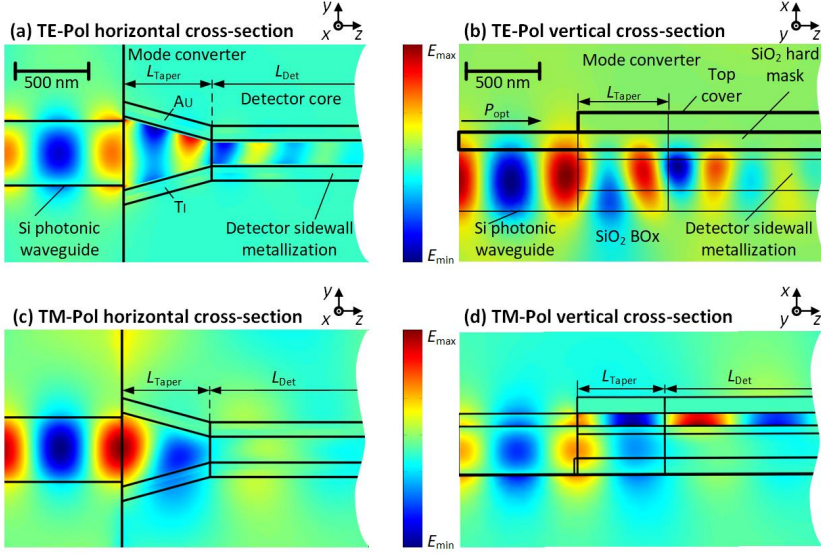 y
x z
(a) TE-Pol horizontal cross-section
Mode converter
500 nm
LTaper
LDet
AU
Detector core
TI
Si photonic
waveguide
Detector sidewall
metallization
Emax
Emin
x
y z
(b) TE-Pol vertical cross-section
Mode converter
SiO2 hard
mask
500 nm
Top
cover
LTaper
Popt
Si photonic
waveguide
SiO2 BOx
Detector sidewall
metallization
y
x z
(c) TM-Pol horizontal cross-section
LTaper
LDet
Emax
Emin
x
y z
(d) TM-Pol vertical cross-section
LTaper
LDet